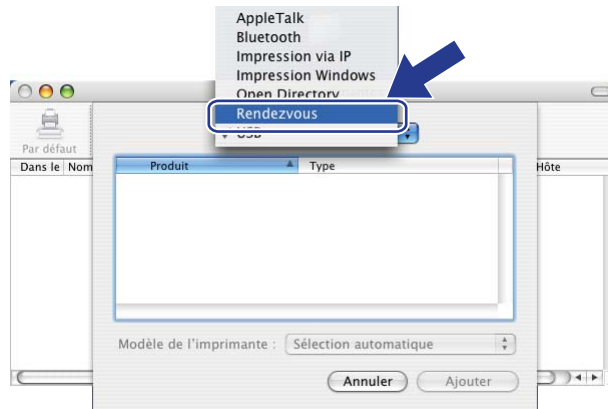 AppleTalk
Bluetooth
Impression via IP
Impression Windows
Open Directory
Rendezvous
USB
Par défaut
Dans le Nom
Produit Type
Hôte
Modèle de l'imprimante : Sélection automatique
Annuler Ajouter